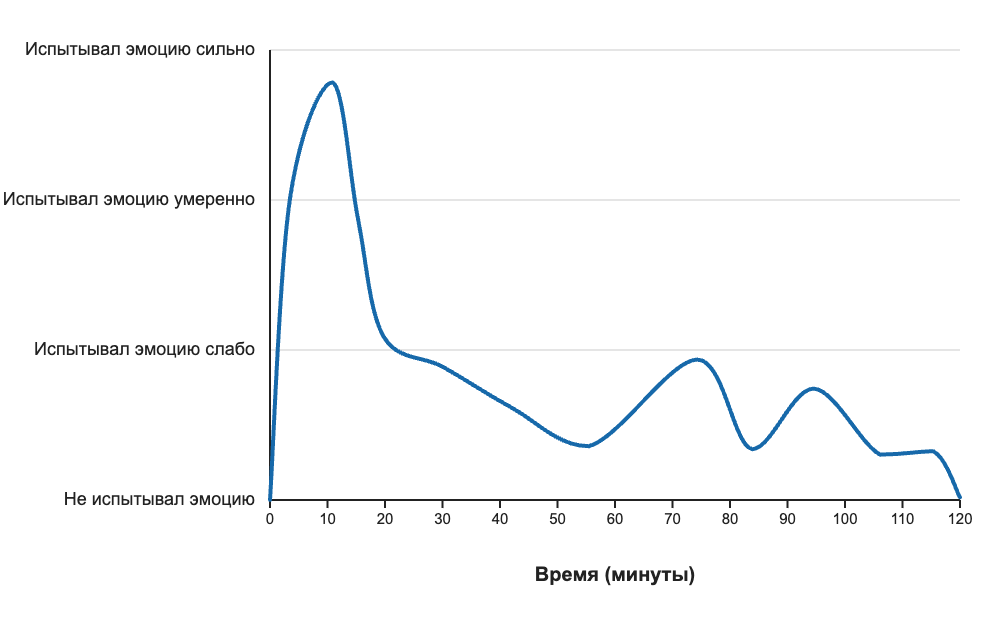 Испытывал эмоцию сильно
Испытывал эмоцию умеренно
Испытывал эмоцию слабо
Не испытывал эмоцию
0 10 20 30 40 50 60 70 80 90 100 110 120
Время (минуты)